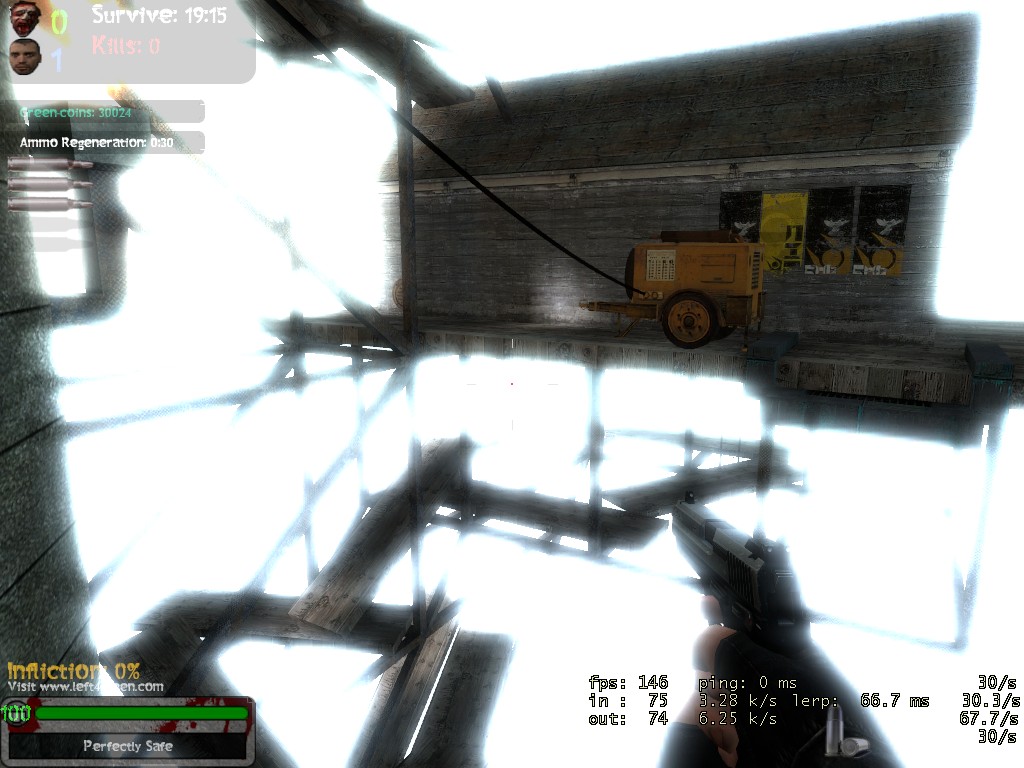 0 Survive: 19:15
Kills: 0
1
Green-coins: 30024
Ammo Regeneration: 0:30
Infliction: 0%
Visit www.left4green.com
100
Perfectly Safe
fps: 146 ping: 0 ms 30/s
in : 75 5.28 k/s lerp: 66.7 ms 30.3/s
out: 74 6.25 k/s 67.7/s
30/s